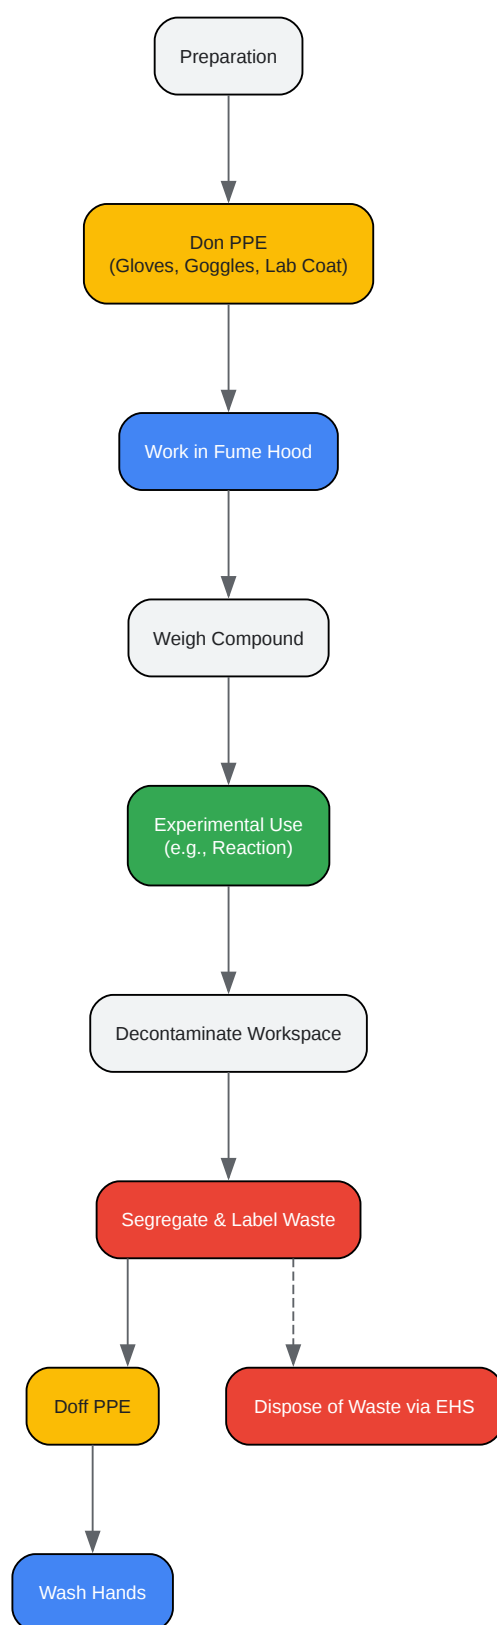 Preparation
Don PPE
(Gloves, Goggles, Lab Coat)
Work in Fume Hood
Weigh Compound
Experimental Use
(e.g., Reaction)
Decontaminate Workspace
Segregate & Label Waste
Doff PPE
Dispose of Waste via EHS
Wash Hands